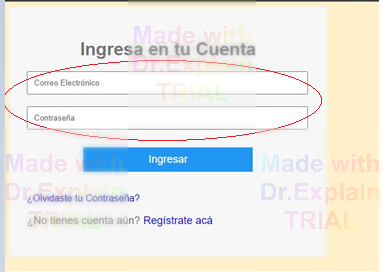 Made with
Dr.Explain
TRIAL
Ingresa en tu Cuenta
Correo Electrónico
Contraseña
Ingresar
Made with
Dr.Explain
TRIAL
Made with
Dr.Explain
TRIAL
¿Olvidaste tu Contraseña?
¿No tienes cuenta aún? Regístrate acá